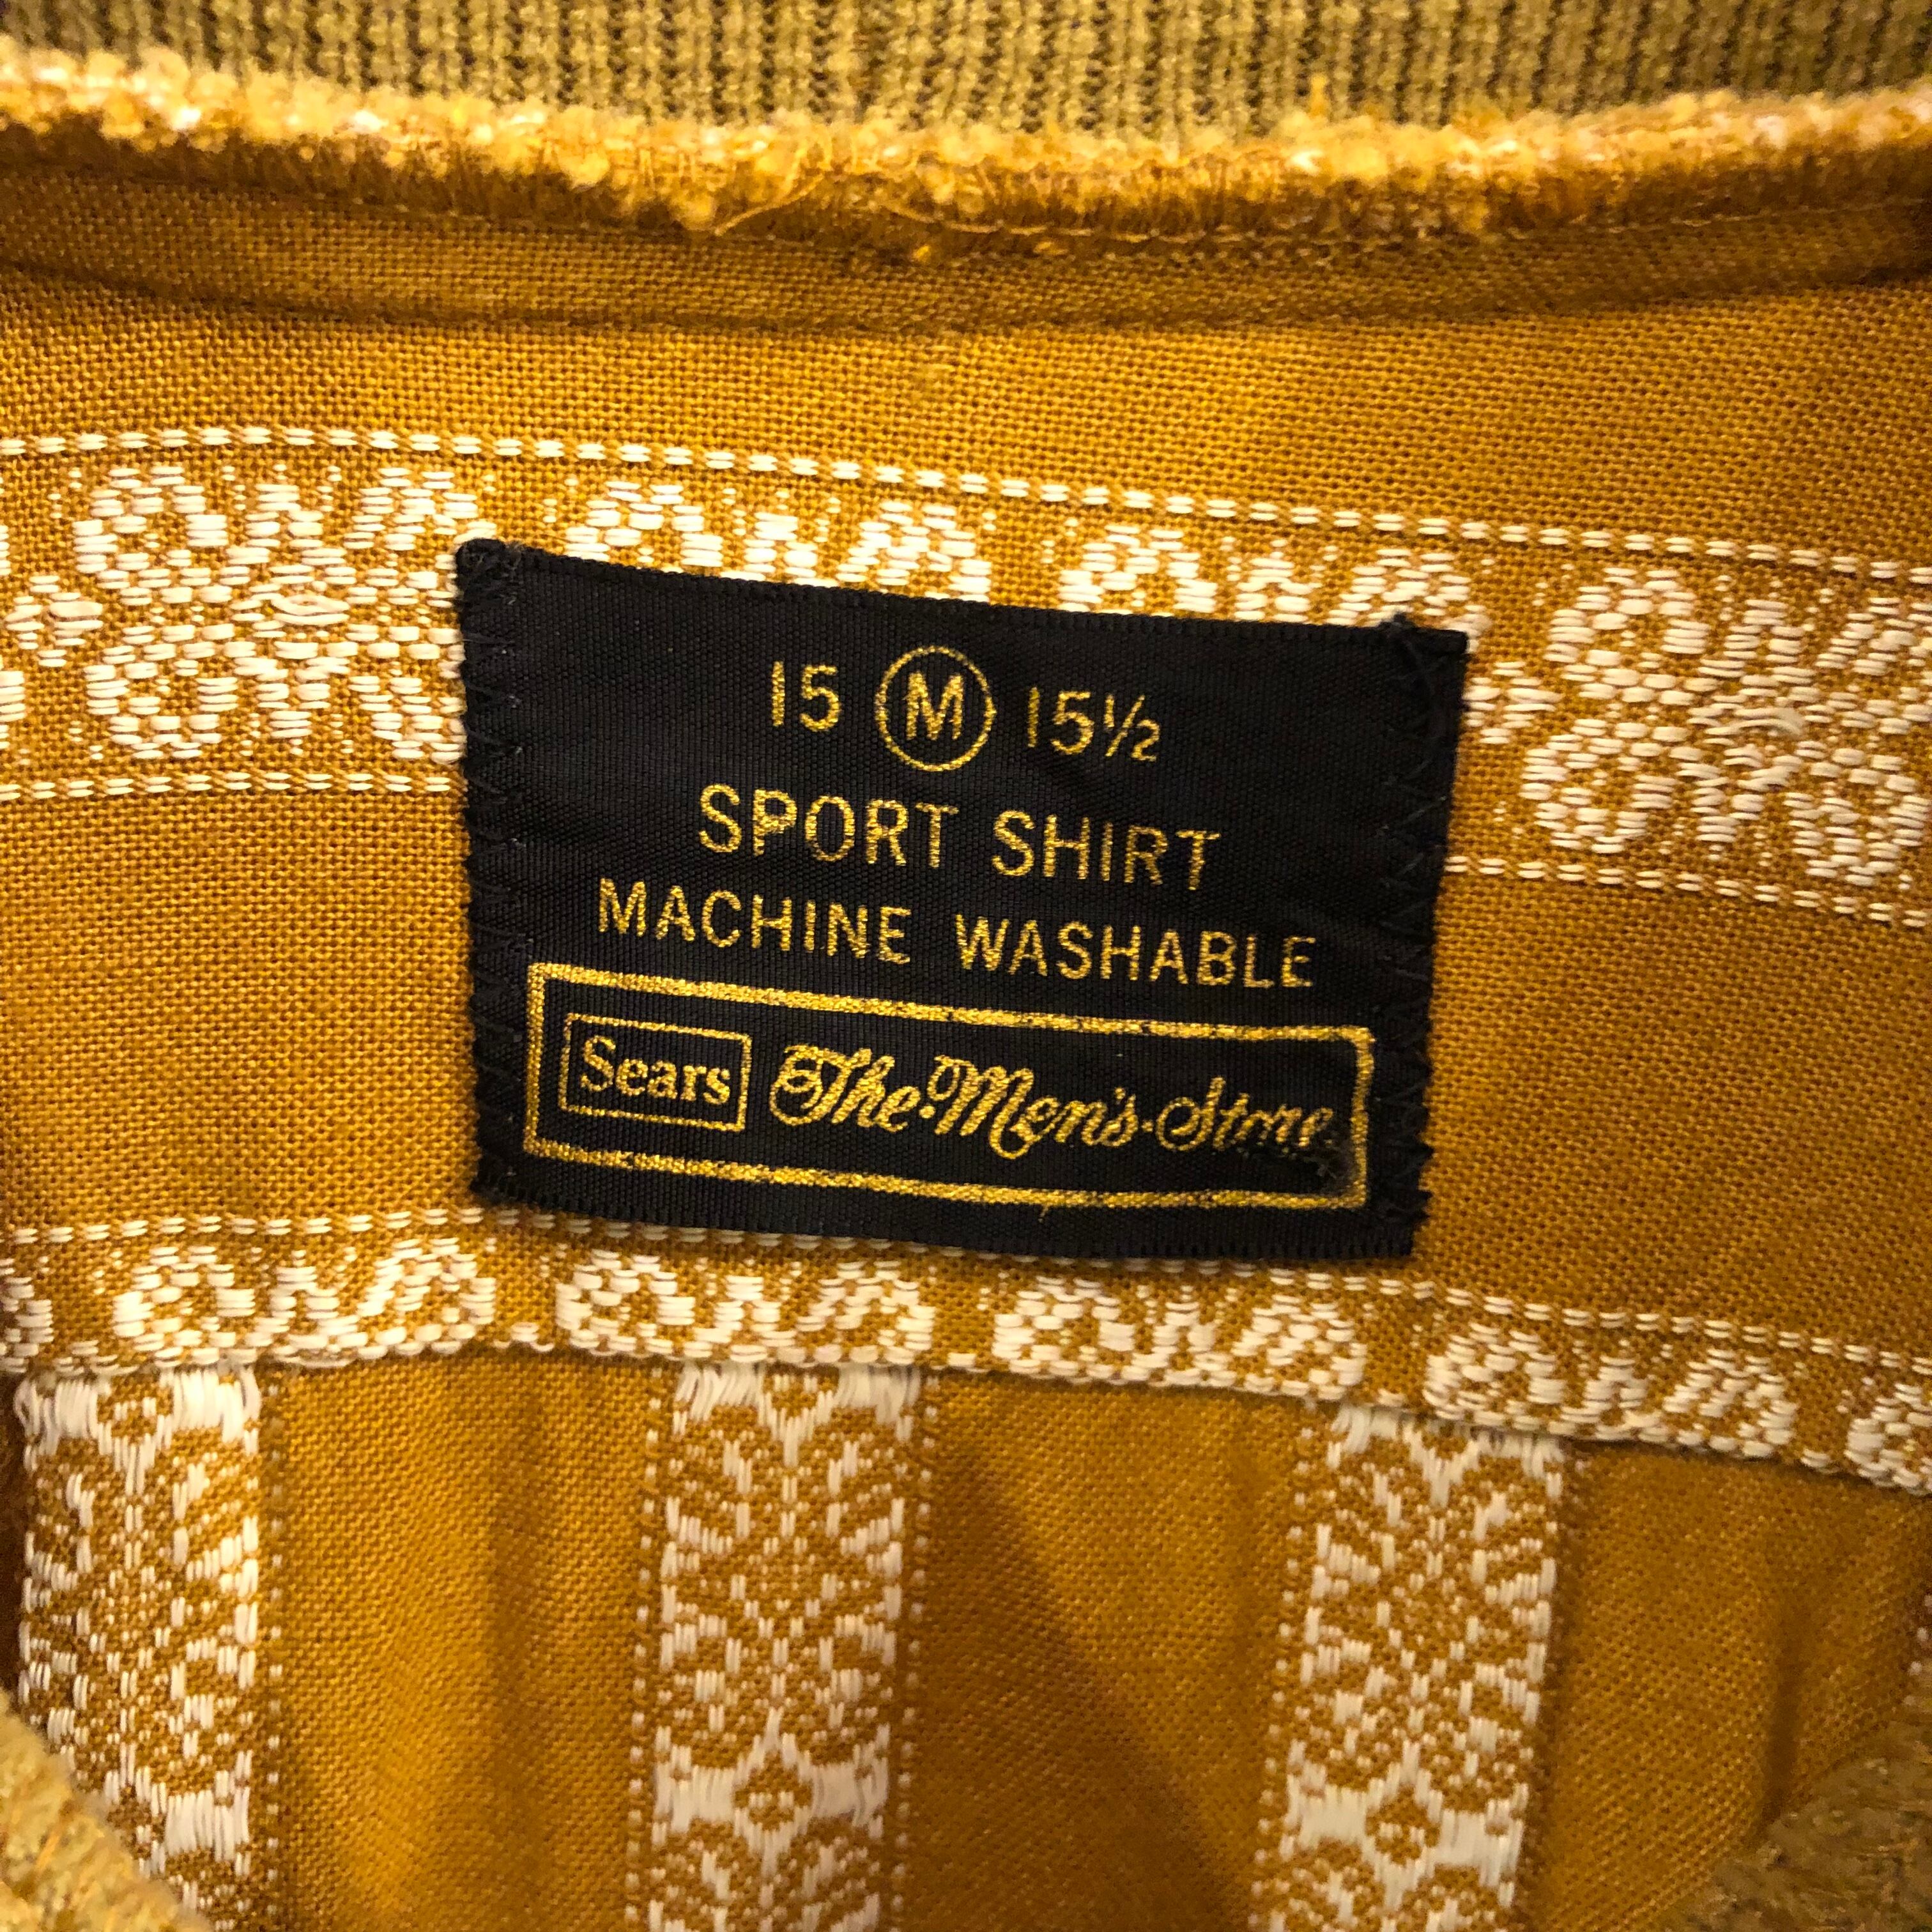 15 M 15½
SPORT SHIRT
MACHINE WASHABLE
Sears The Men's Store